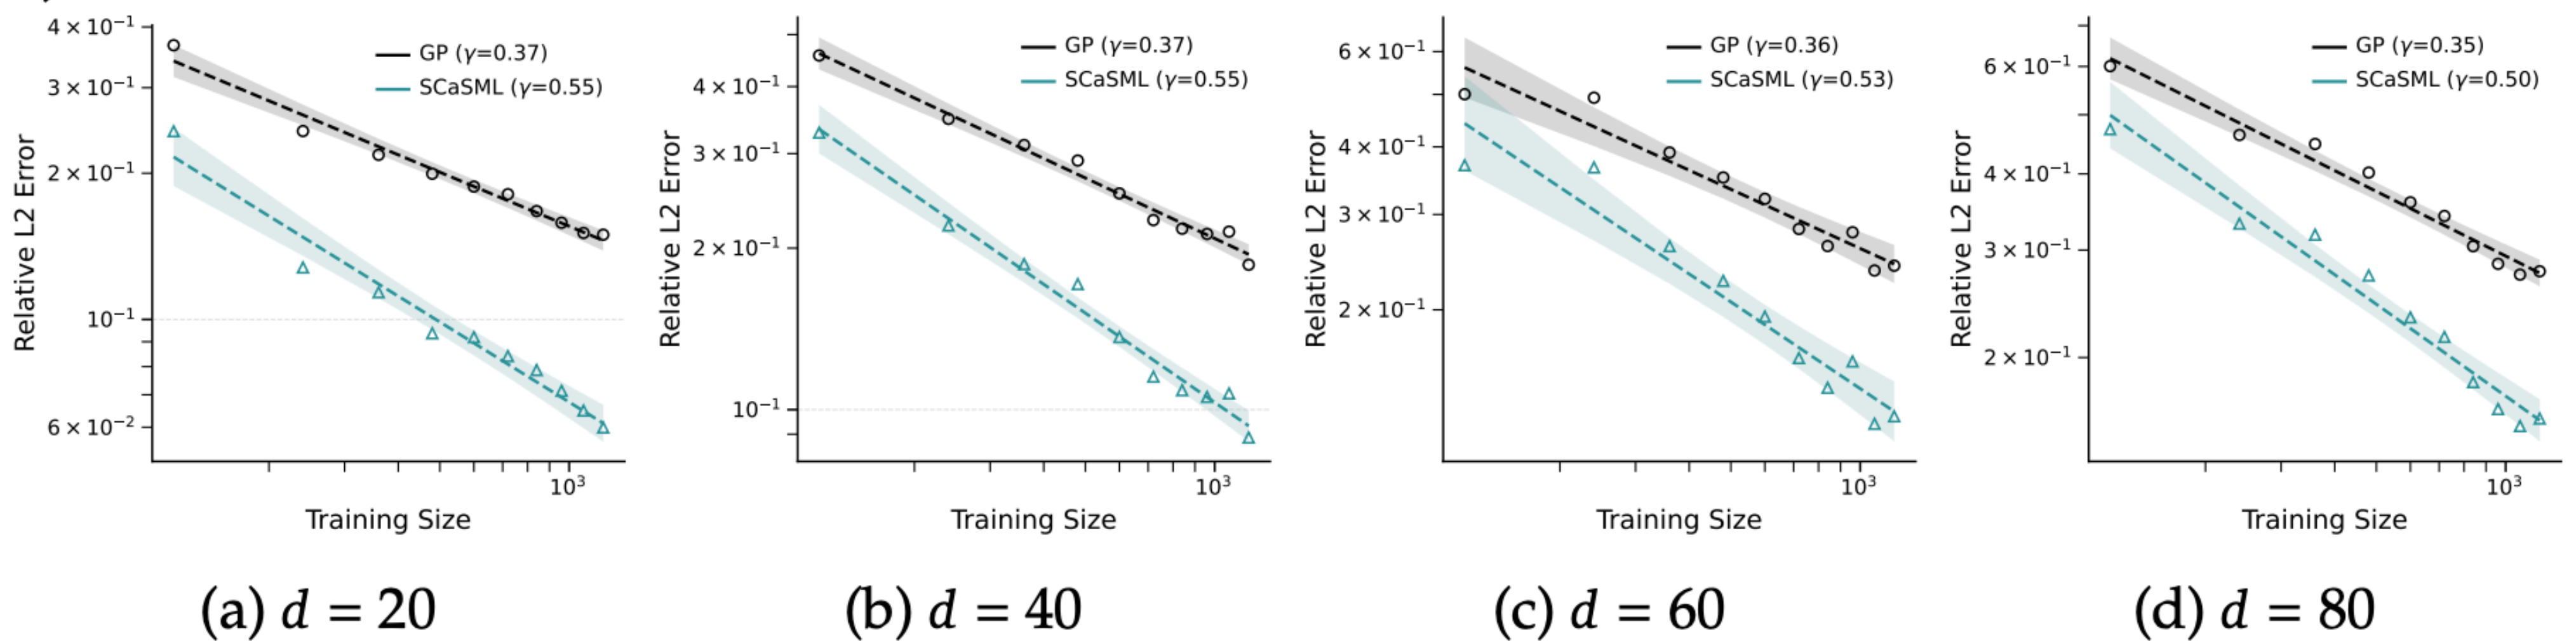 4 × 10⁻¹
3 × 10⁻¹
2 × 10⁻¹
10⁻¹
6 × 10⁻²
Relative L2 Error
GP (γ=0.37)
SCaSML (γ=0.55)
10³
Training Size
(a) d = 20
4 × 10⁻¹
3 × 10⁻¹
2 × 10⁻¹
10⁻¹
Relative L2 Error
GP (γ=0.37)
SCaSML (γ=0.55)
10³
Training Size
(b) d = 40
6 × 10⁻¹
4 × 10⁻¹
3 × 10⁻¹
2 × 10⁻¹
Relative L2 Error
GP (γ=0.36)
SCaSML (γ=0.53)
10³
Training Size
(c) d = 60
6 × 10⁻¹
4 × 10⁻¹
3 × 10⁻¹
2 × 10⁻¹
Relative L2 Error
GP (γ=0.35)
SCaSML (γ=0.50)
10³
Training Size
(d) d = 80